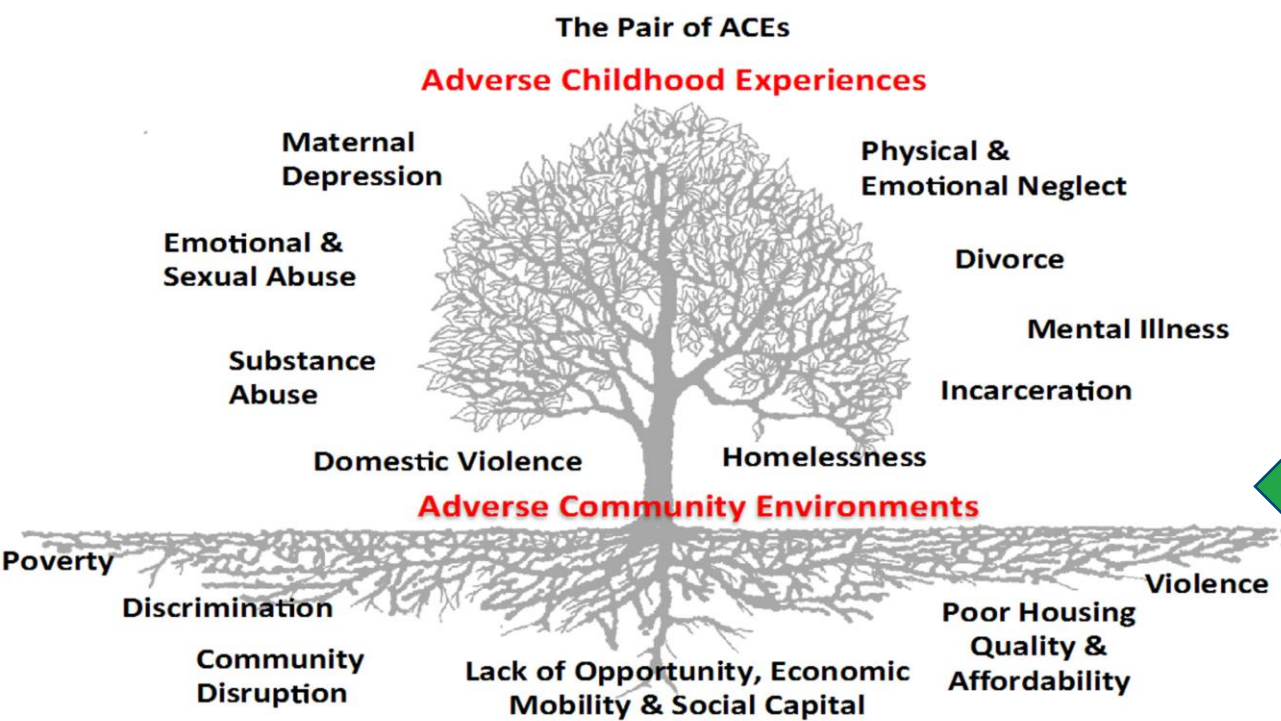 The Pair of ACEs
Adverse Childhood Experiences
Maternal
Depression
Physical &
Emotional Neglect
Emotional &
Sexual Abuse
Divorce
Mental Illness
Substance
Abuse
Incarceration
Domestic Violence
Homelessness
Adverse Community Environments
Poverty
Violence
Discrimination
Poor Housing
Quality &
Affordability
Community
Disruption
Lack of Opportunity, Economic
Mobility & Social Capital